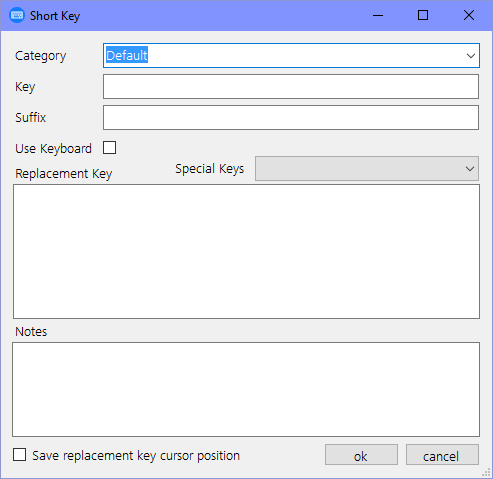 Short Key
Category Default
Key
Suffix
Use Keyboard
Special Keys
Replacement Key
Notes
Save replacement key cursor position
ok cancel